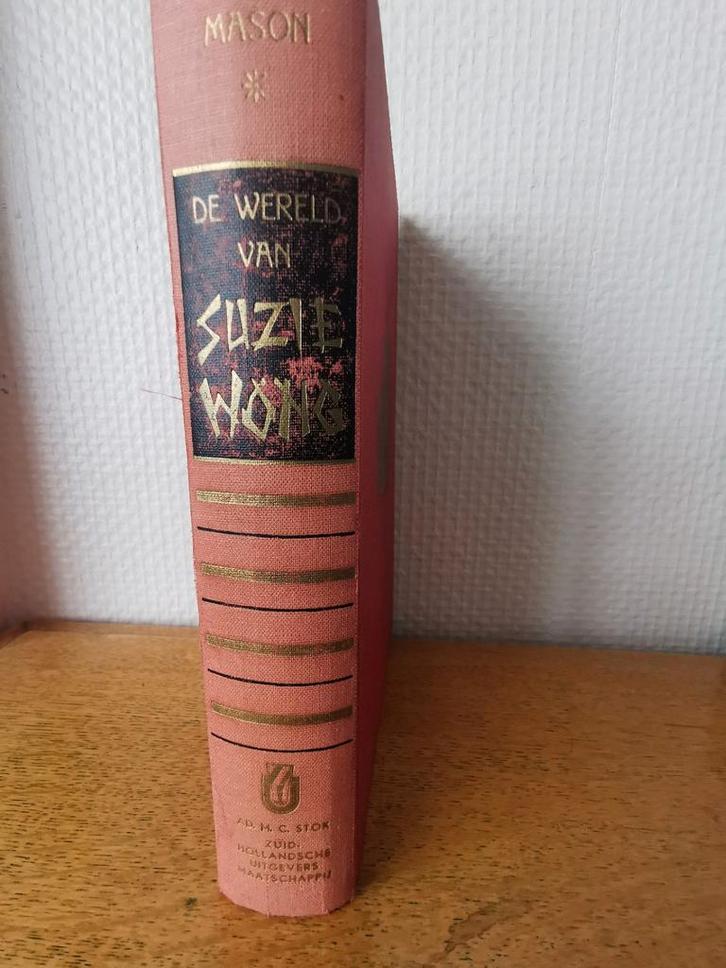 MASON
DE WERELD
VAN
SUZIE
WONG
AD. M. C. STOK
ZUID-
HOLLANDSCHE
UITGEVERS
MAATSCHAPPIJ